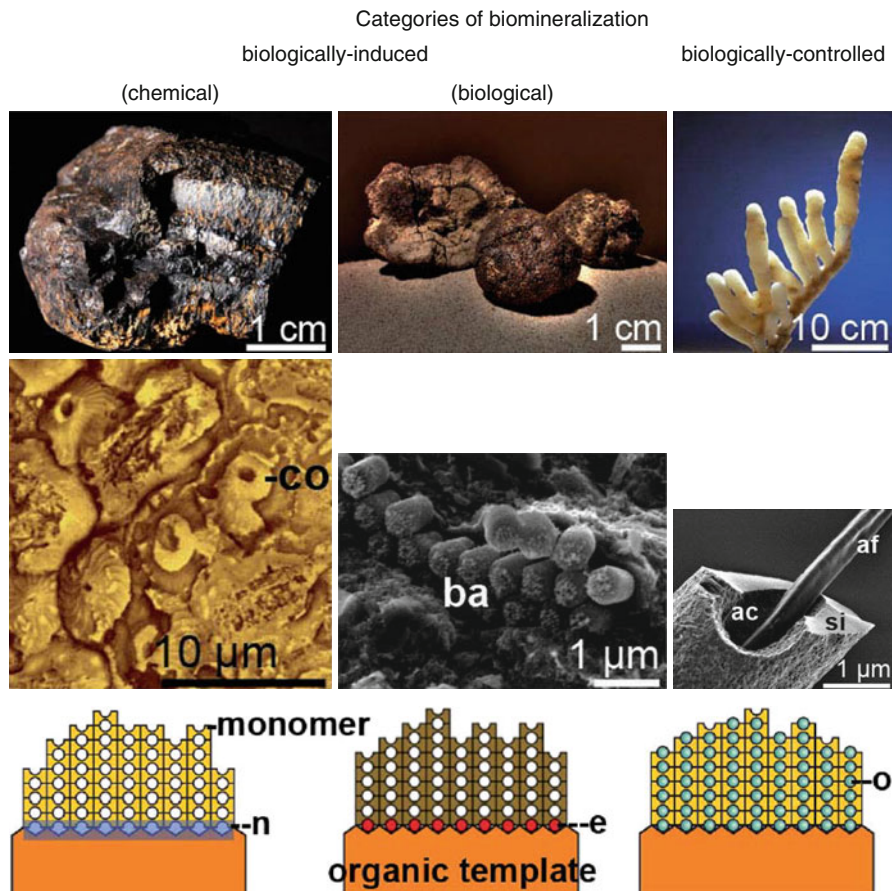 Categories of biomineralization
biologically-induced biologically-controlled
(chemical) (biological)
1 cm 1 cm 10 cm
-co
10 µm
ba
1 µm
af
ac
si
1 µm
-monomer
--n
---e
--o
organic template